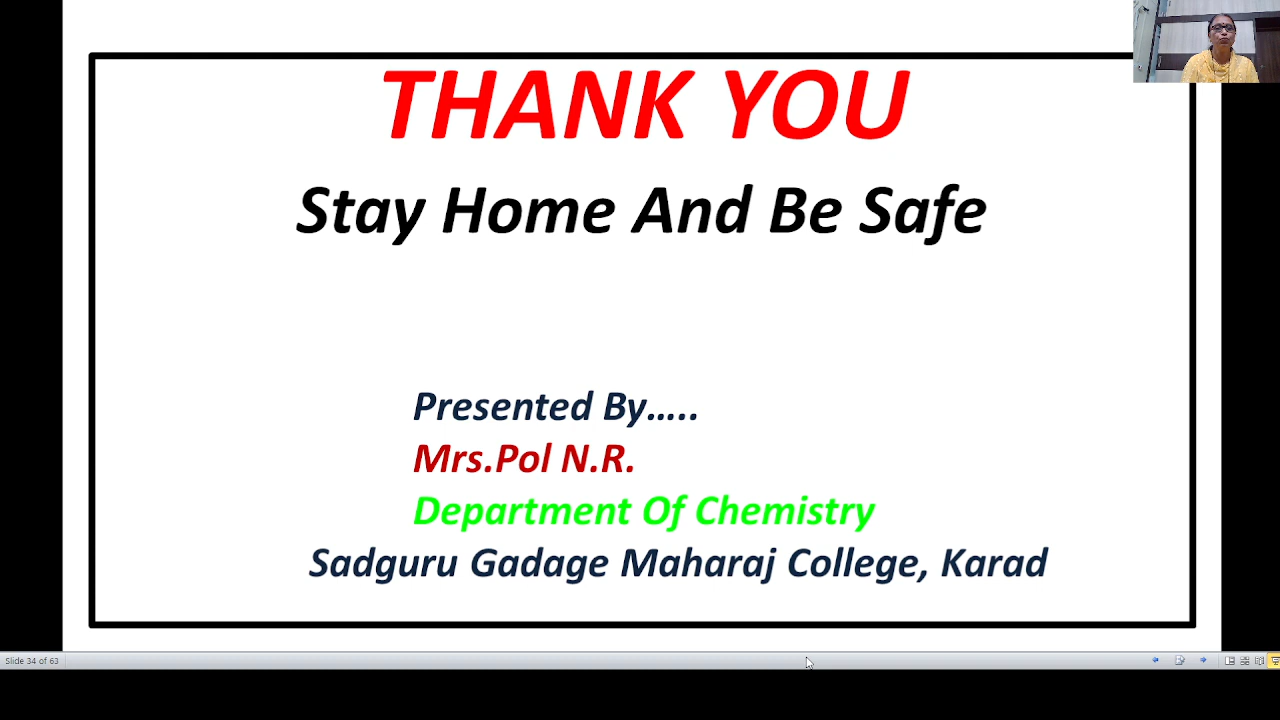 THANK YOU
Stay Home And Be Safe
Presented By…..
Mrs.Pol N.R.
Department Of Chemistry
Sadguru Gadage Maharaj College, Karad
Slide 34 of 63